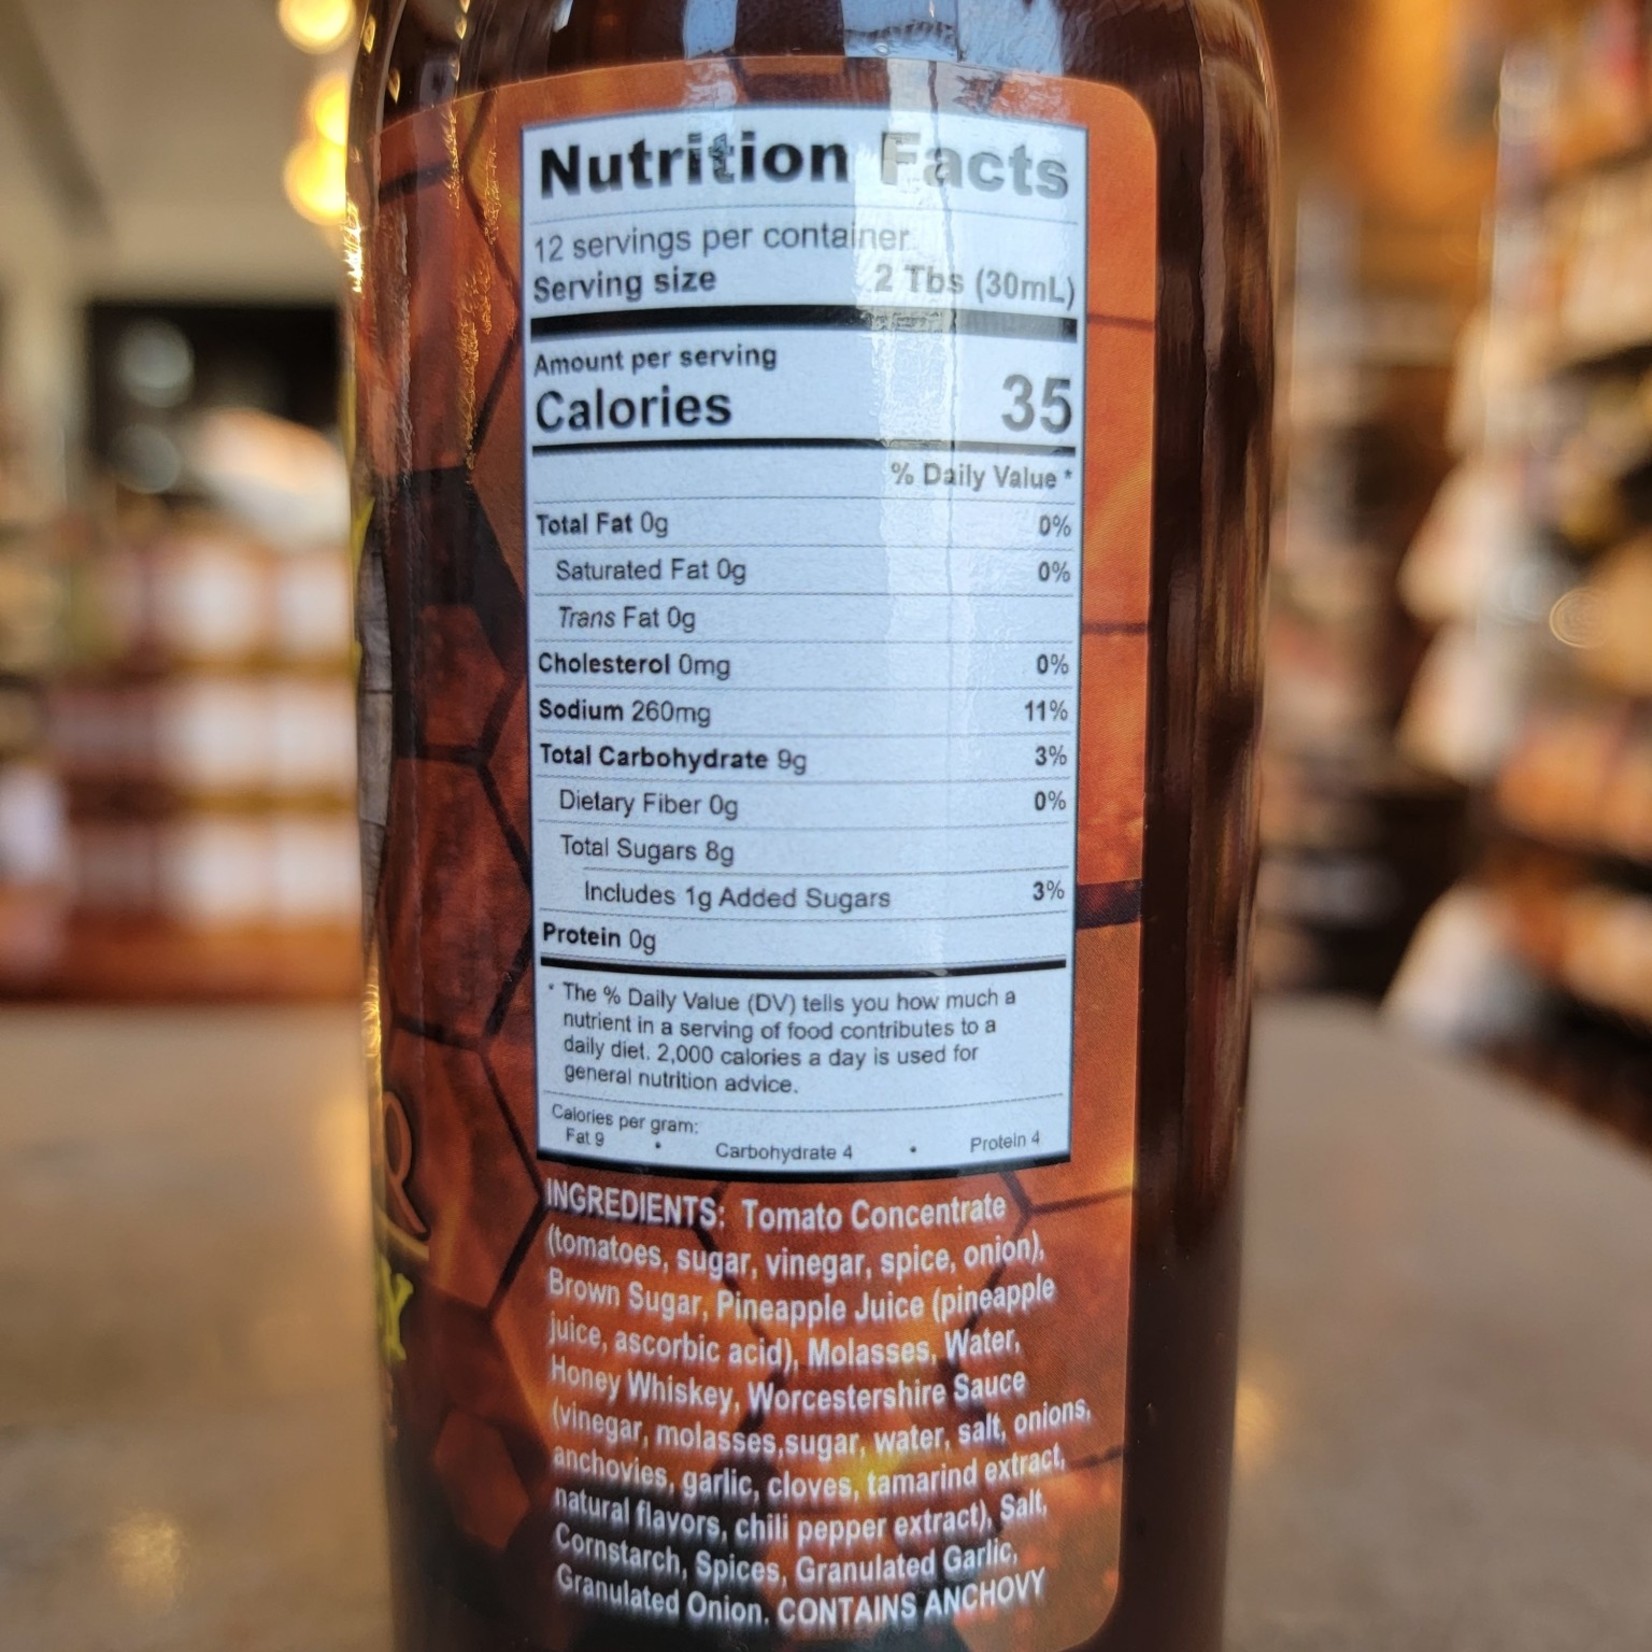 Nutrition Facts
12 servings per container
Serving size 2 Tbs (30mL)
Amount per serving
Calories 35
% Daily Value *
Total Fat 0g 0%
Saturated Fat 0g 0%
Trans Fat 0g
Cholesterol 0mg 0%
Sodium 260mg 11%
Total Carbohydrate 9g 3%
Dietary Fiber 0g 0%
Total Sugars 8g
Includes 1g Added Sugars 3%
Protein 0g
* The % Daily Value (DV) tells you how much a
nutrient in a serving of food contributes to a
daily diet. 2,000 calories a day is used for
general nutrition advice.
Calories per gram:
Fat 9 • Carbohydrate 4 • Protein 4
INGREDIENTS: Tomato Concentrate
(tomatoes, sugar, vinegar, spice, onion),
Brown Sugar, Pineapple Juice (pineapple
juice, ascorbic acid), Molasses, Water,
Honey Whiskey, Worcestershire Sauce
(vinegar, molasses,sugar, water, salt, onions,
anchovies, garlic, cloves, tamarind extract,
natural flavors, chili pepper extract), Salt,
Cornstarch, Spices, Granulated Garlic,
Granulated Onion. CONTAINS ANCHOVY